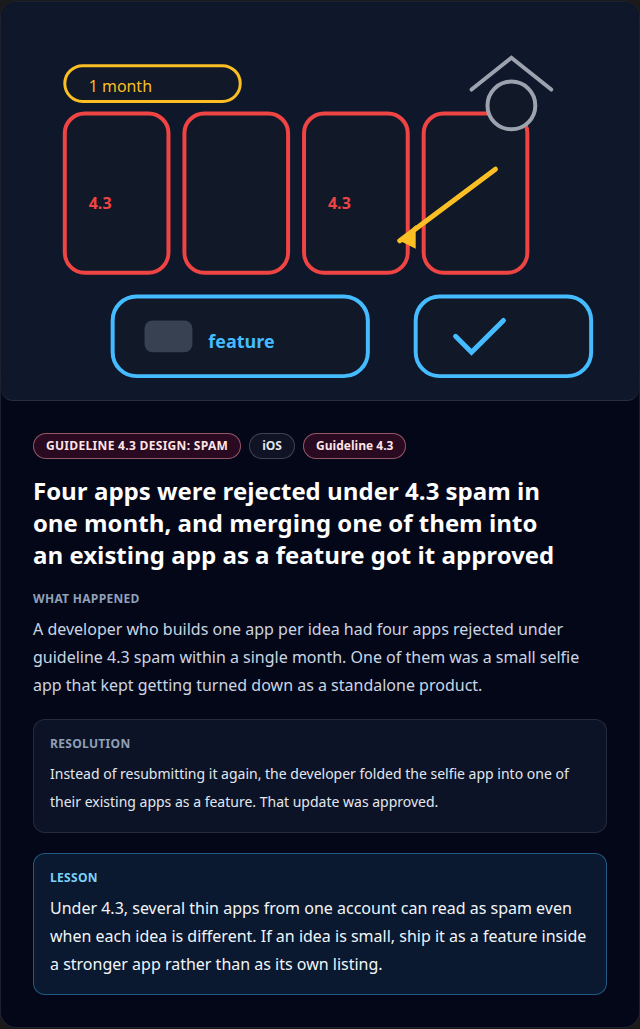 1 month
4.3
4.3
feature
GUIDELINE 4.3 DESIGN: SPAM
iOS
Guideline 4.3
Four apps were rejected under 4.3 spam in
one month, and merging one of them into
an existing app as a feature got it approved
WHAT HAPPENED
A developer who builds one app per idea had four apps rejected under
guideline 4.3 spam within a single month. One of them was a small selfie
app that kept getting turned down as a standalone product.
RESOLUTION
Instead of resubmitting it again, the developer folded the selfie app into one of
their existing apps as a feature. That update was approved.
LESSON
Under 4.3, several thin apps from one account can read as spam even
when each idea is different. If an idea is small, ship it as a feature inside
a stronger app rather than as its own listing.